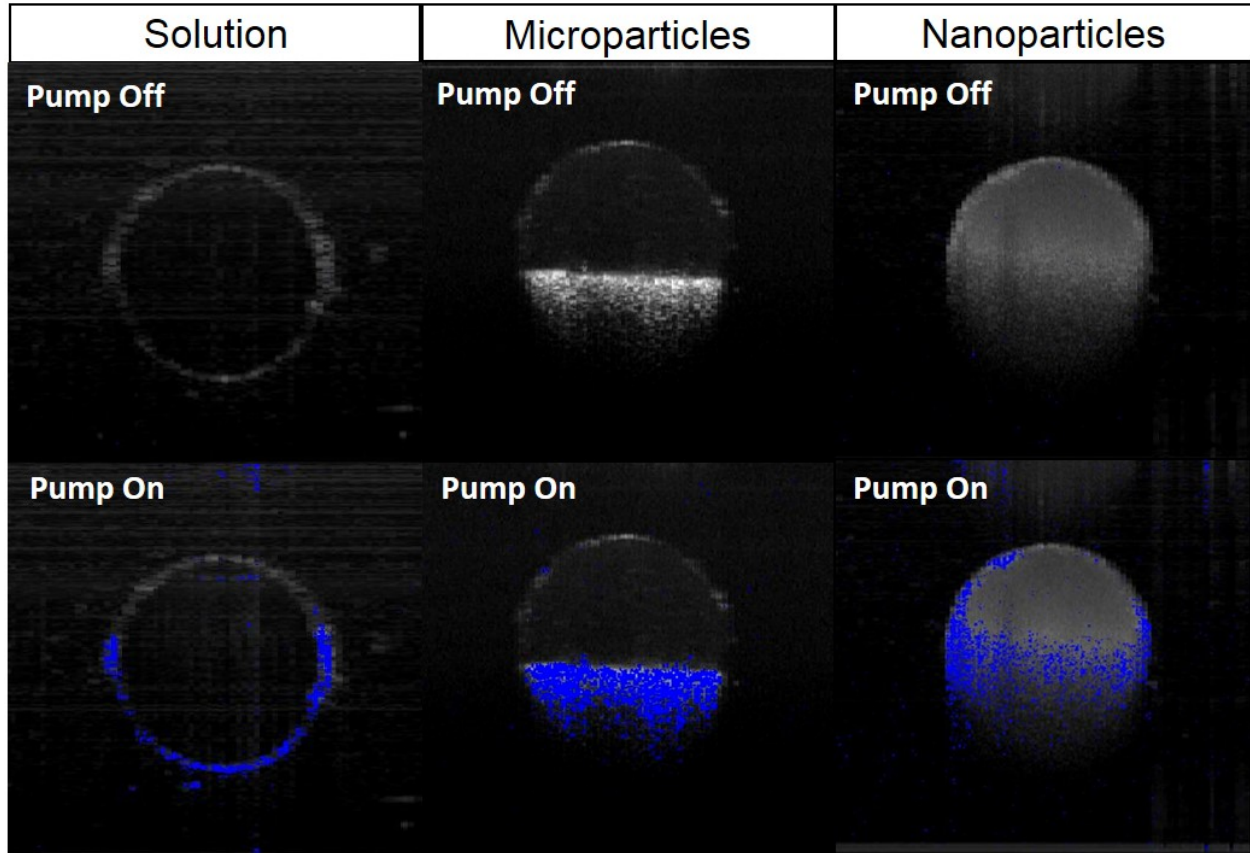 Solution
Microparticles
Nanoparticles
Pump Off
Pump Off
Pump Off
Pump On
Pump On
Pump On